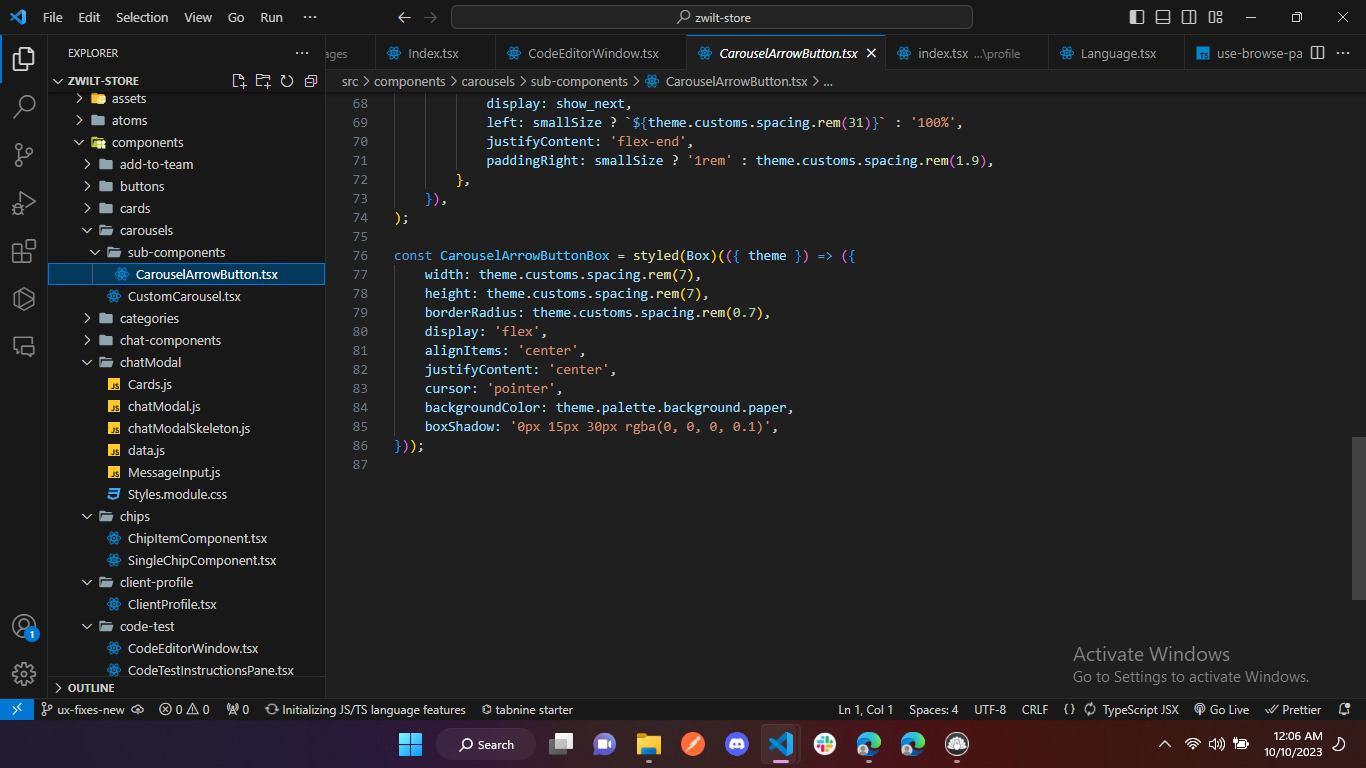 File Edit Selection View Go Run ··· zwilt-store
EXPLORER ···
ages Index.tsx CodeEditorWindow.tsx CarouselArrowButton.tsx index.tsx ...\profile Language.tsx use-browse-pa ···
ZWILT-STORE
src > components > carousels > sub-components > CarouselArrowButton.tsx > ...
assets
atoms
components
add-to-team
buttons
cards
carousels
sub-components
CarouselArrowButton.tsx
CustomCarousel.tsx
categories
chat-components
chatModal
JS Cards.js
JS chatModal.js
JS chatModalSkeleton.js
JS data.js
JS MessageInput.js
Styles.module.css
chips
ChipItemComponent.tsx
SingleChipComponent.tsx
client-profile
ClientProfile.tsx
code-test
CodeEditorWindow.tsx
CodeTestInstructionsPane.tsx
OUTLINE
68 display: show_next,
69 left: smallSize ? `${theme.customs.spacing.rem(31)}` : '100%',
70 justifyContent: 'flex-end',
71 paddingRight: smallSize ? '1rem' : theme.customs.spacing.rem(1.9),
72 },
73 }),
74 );
75
76 const CarouselArrowButtonBox = styled(Box)(({ theme }) => ({
77 width: theme.customs.spacing.rem(7),
78 height: theme.customs.spacing.rem(7),
79 borderRadius: theme.customs.spacing.rem(0.7),
80 display: 'flex',
81 alignItems: 'center',
82 justifyContent: 'center',
83 cursor: 'pointer',
84 backgroundColor: theme.palette.background.paper,
85 boxShadow: '0px 15px 30px rgba(0, 0, 0, 0.1)',
86 }));
87
Activate Windows
Go to Settings to activate Windows.
1
ux-fixes-new 0 0 0 Initializing JS/TS language features tabnine starter Ln 1, Col 1 Spaces: 4 UTF-8 CRLF {} TypeScript JSX Go Live Prettier
Search
12:06 AM
10/10/2023